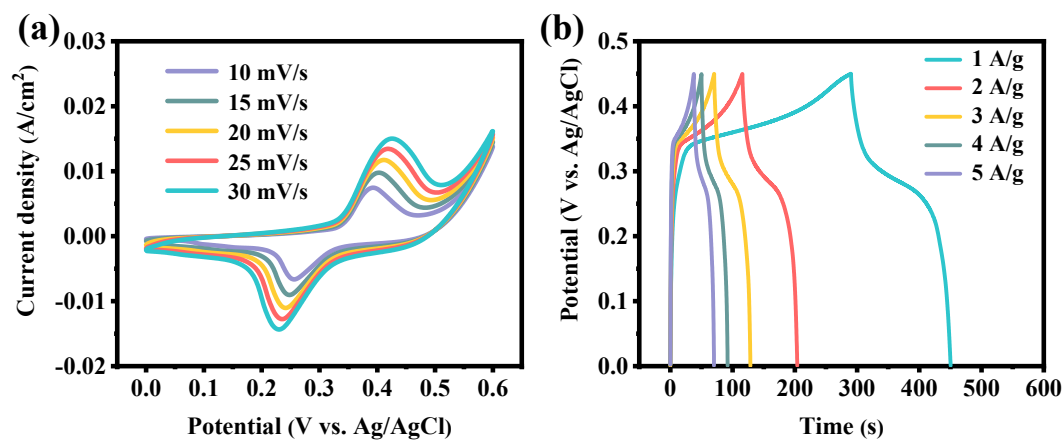 (a)
0.03
0.02
0.01
0.00
-0.01
-0.02
Current density (A/cm²)
10 mV/s
15 mV/s
20 mV/s
25 mV/s
30 mV/s
0.0 0.1 0.2 0.3 0.4 0.5 0.6
Potential (V vs. Ag/AgCl)
(b)
0.5
0.4
0.3
0.2
0.1
0.0
Potential (V vs. Ag/AgCl)
1 A/g
2 A/g
3 A/g
4 A/g
5 A/g
0 100 200 300 400 500 600
Time (s)